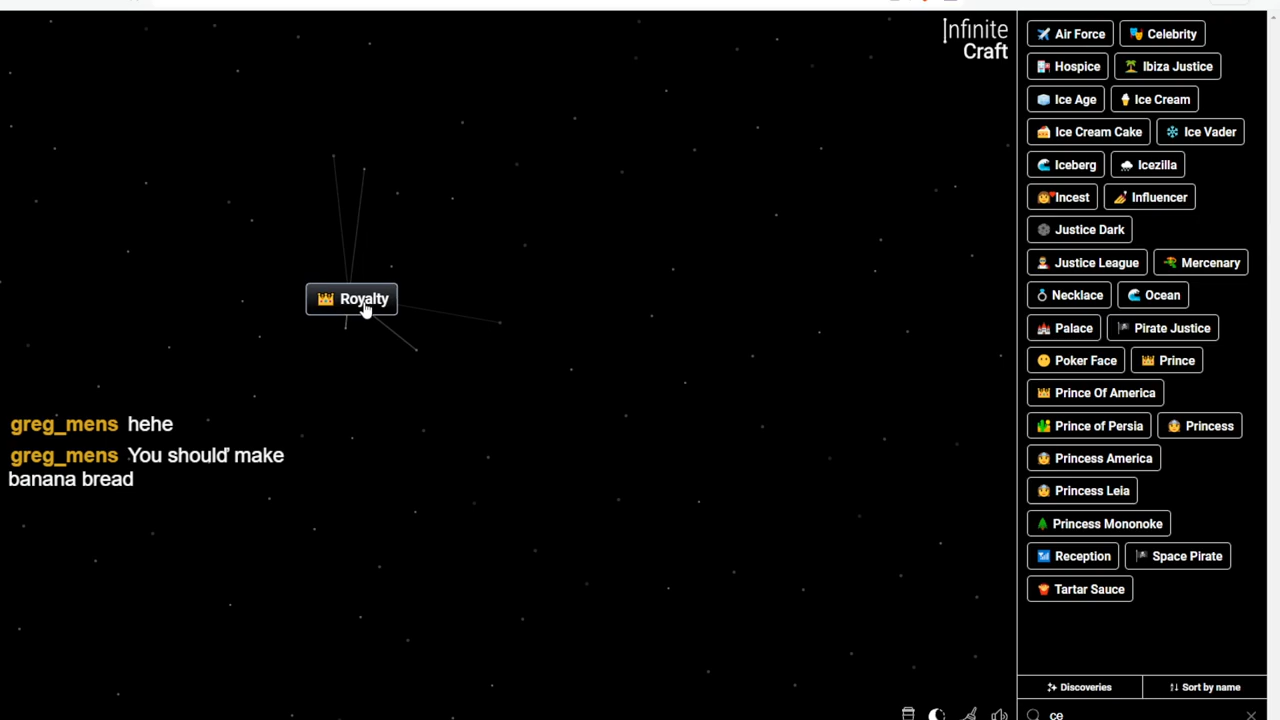 Infinite
Craft
Royalty
greg_mens hehe
greg_mens You should make
banana bread
Air Force Celebrity
Hospice Ibiza Justice
Ice Age Ice Cream
Ice Cream Cake Ice Vader
Iceberg Icezilla
Incest Influencer
Justice Dark
Justice League Mercenary
Necklace Ocean
Palace Pirate Justice
Poker Face Prince
Prince Of America
Prince of Persia Princess
Princess America
Princess Leia
Princess Mononoke
Reception Space Pirate
Tartar Sauce
Discoveries Sort by name
ce